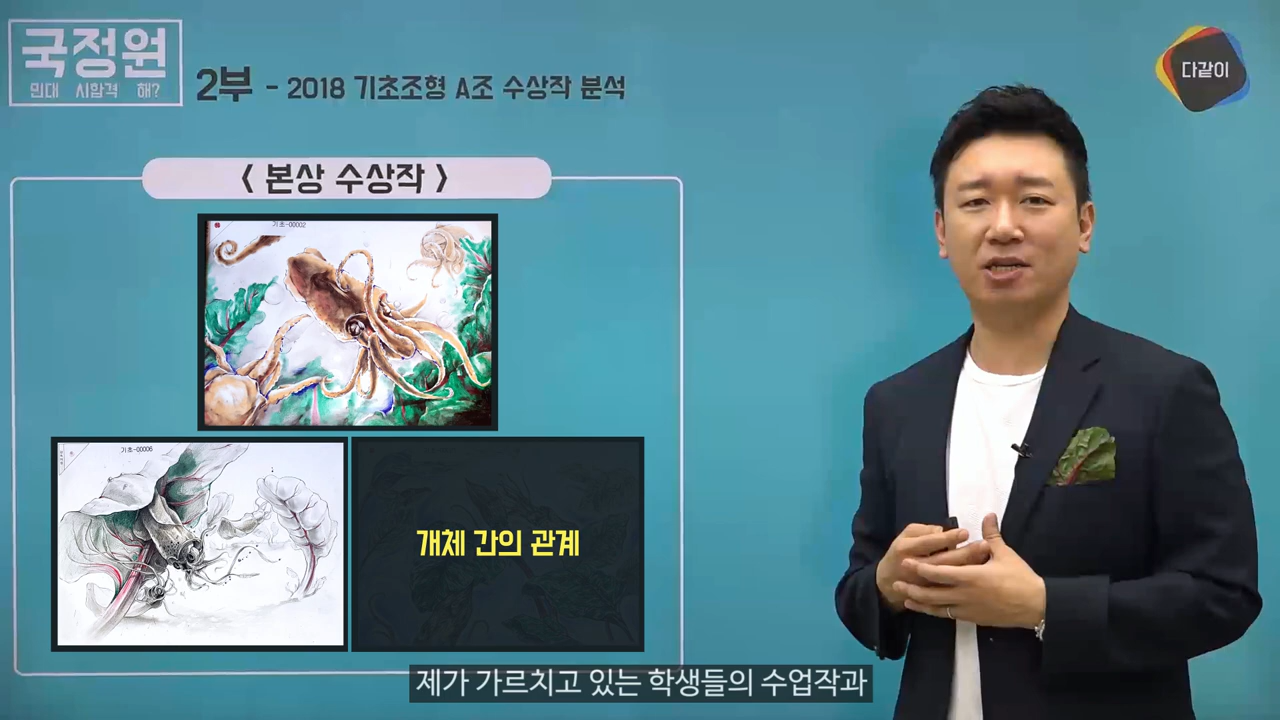 국정원
민대 시합격 해?
2부 - 2018 기초조형 A조 수상작 분석
다같이
< 본상 수상작 >
기초-00002
기초-00006
개체 간의 관계
제가 가르치고 있는 학생들의 수업작과